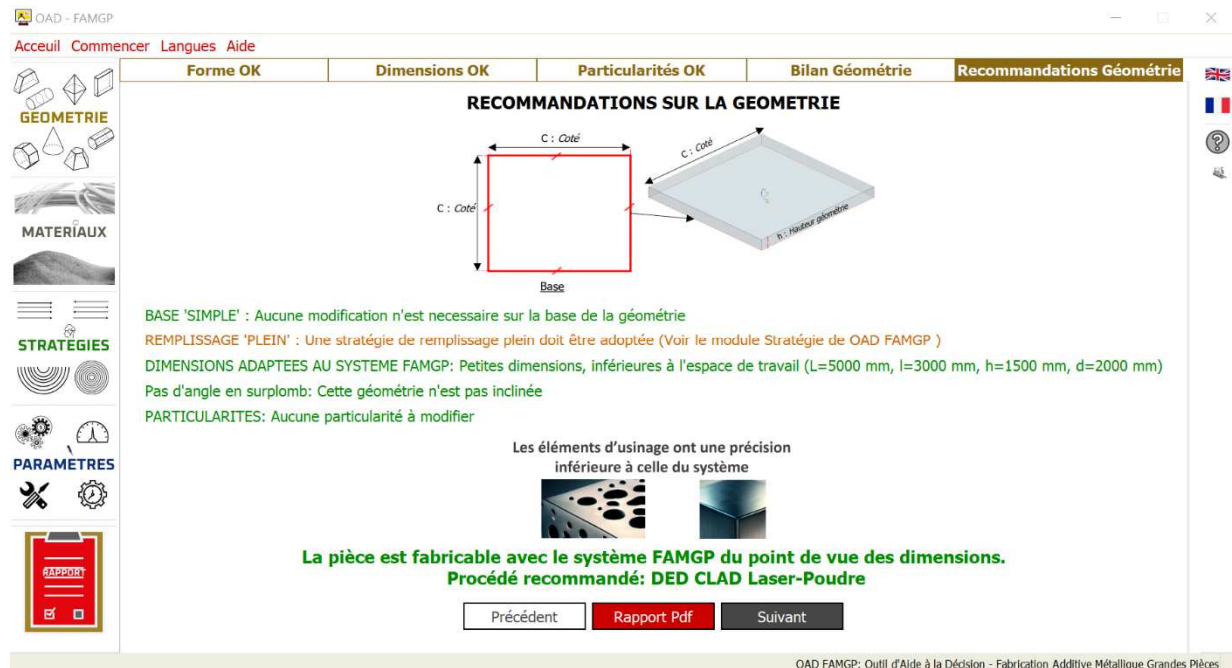 OAD - FAMGP
Acceuil Commencer Langues Aide
Forme OK
Dimensions OK
Particularités OK
Bilan Géométrie
Recommandations Géométrie
GEOMETRIE
MATERIAUX
STRATEGIES
PARAMETRES
RAPPORT
RECOMMANDATIONS SUR LA GEOMETRIE
C : Coté
C : Coté
C : Coté
h : Hauteur géométrie
Base
BASE 'SIMPLE' : Aucune modification n'est necessaire sur la base de la géométrie
REMPLISSAGE 'PLEIN' : Une stratégie de remplissage plein doit être adoptée (Voir le module Stratégie de OAD FAMGP )
DIMENSIONS ADAPTEES AU SYSTEME FAMGP: Petites dimensions, inférieures à l'espace de travail (L=5000 mm, l=3000 mm, h=1500 mm, d=2000 mm)
Pas d'angle en surplomb: Cette géométrie n'est pas inclinée
PARTICULARITES: Aucune particularité à modifier
Les éléments d'usinage ont une précision
inférieure à celle du système
La pièce est fabricable avec le système FAMGP du point de vue des dimensions.
Procédé recommandé: DED CLAD Laser-Poudre
Précédent
Rapport Pdf
Suivant
OAD FAMGP: Outil d'Aide à la Décision - Fabrication Additive Métallique Grandes Pièces